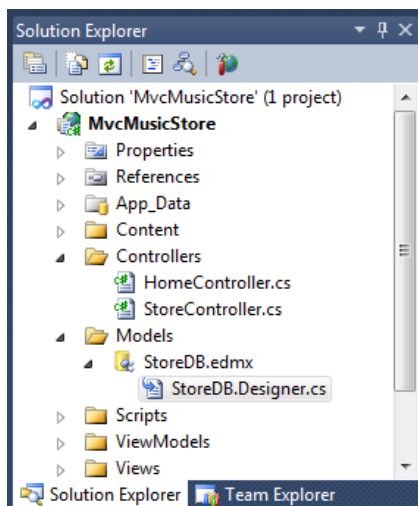 Solution Explorer
Solution 'MvcMusicStore' (1 project)
MvcMusicStore
Properties
References
App_Data
Content
Controllers
HomeController.cs
StoreController.cs
Models
StoreDB.edmx
StoreDB.Designer.cs
Scripts
ViewModels
Views
Solution Explorer Team Explorer